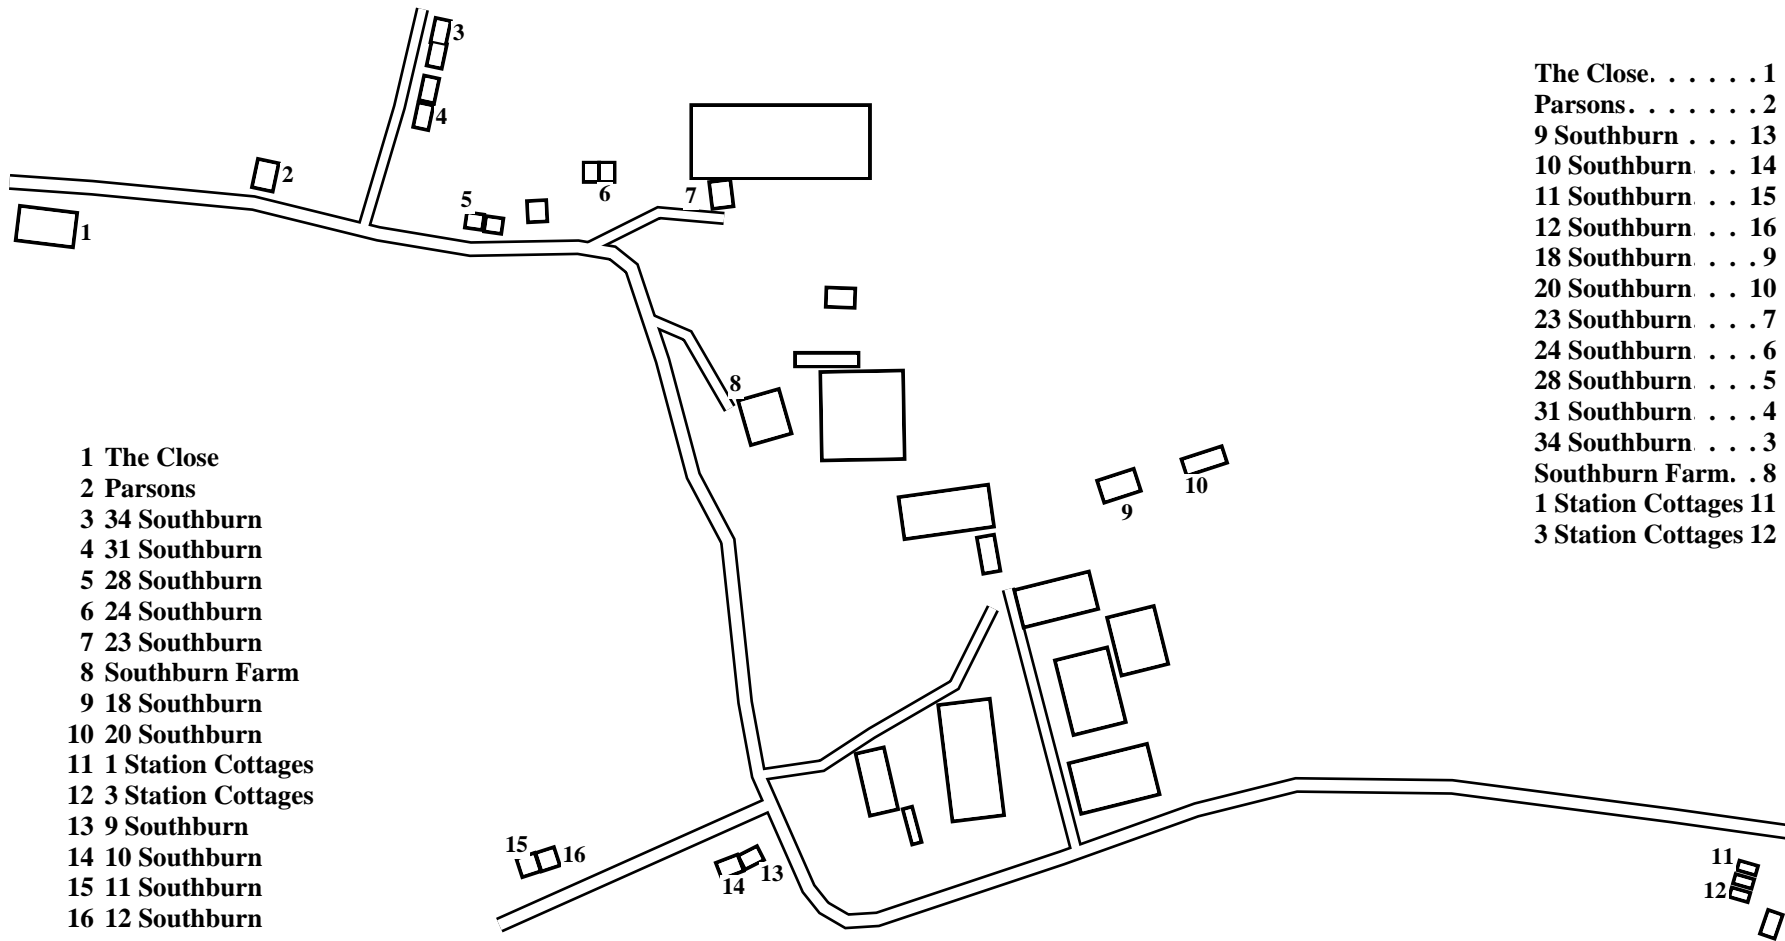 3
4
2
1
5
6
7
8
9
10
11
12
13
14
15
16
The Close. . . . . . 1
Parsons. . . . . . . 2
9 Southburn . . . 13
10 Southburn. . . 14
11 Southburn. . . 15
12 Southburn. . . 16
18 Southburn. . . . 9
20 Southburn. . . 10
23 Southburn. . . . 7
24 Southburn. . . . 6
28 Southburn. . . . 5
31 Southburn. . . . 4
34 Southburn. . . . 3
Southburn Farm. . 8
1 Station Cottages 11
3 Station Cottages 12
1 The Close
2 Parsons
3 34 Southburn
4 31 Southburn
5 28 Southburn
6 24 Southburn
7 23 Southburn
8 Southburn Farm
9 18 Southburn
10 20 Southburn
11 1 Station Cottages
12 3 Station Cottages
13 9 Southburn
14 10 Southburn
15 11 Southburn
16 12 Southburn